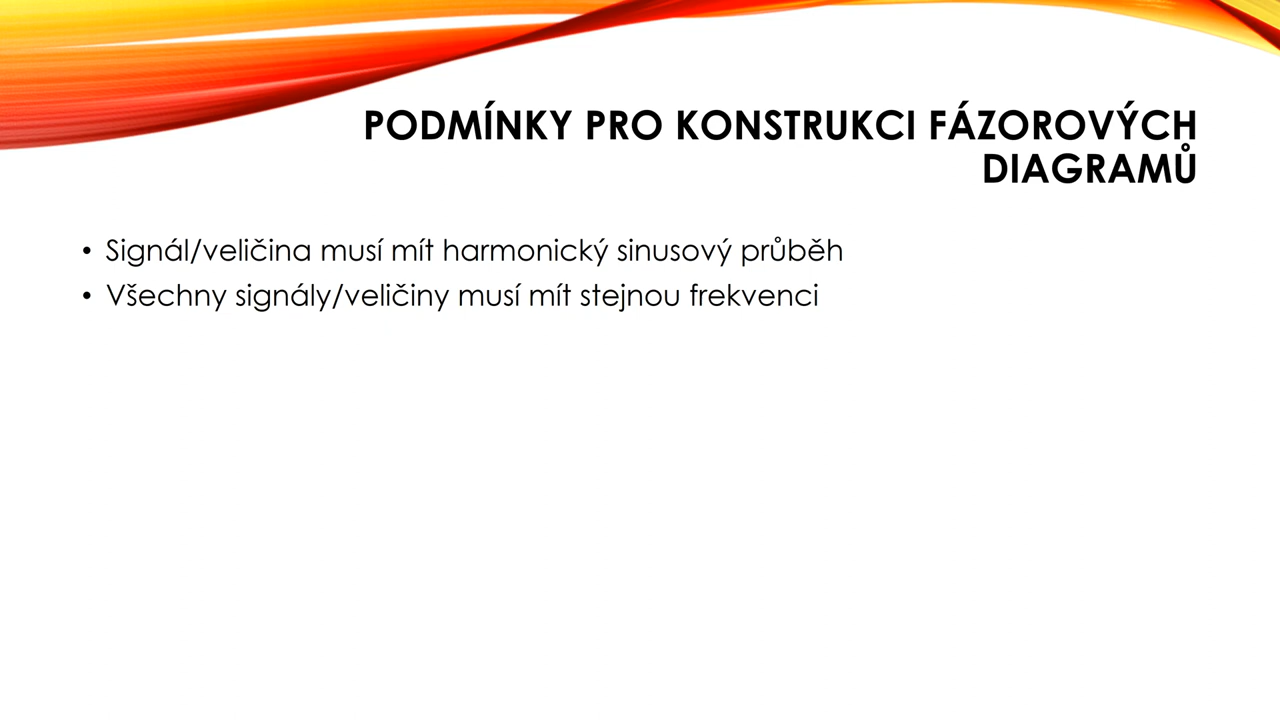 PODMÍNKY PRO KONSTRUKCI FÁZOROVÝCH
DIAGRAMŮ
• Signál/veličina musí mít harmonický sinusový průběh
• Všechny signály/veličiny musí mít stejnou frekvenci